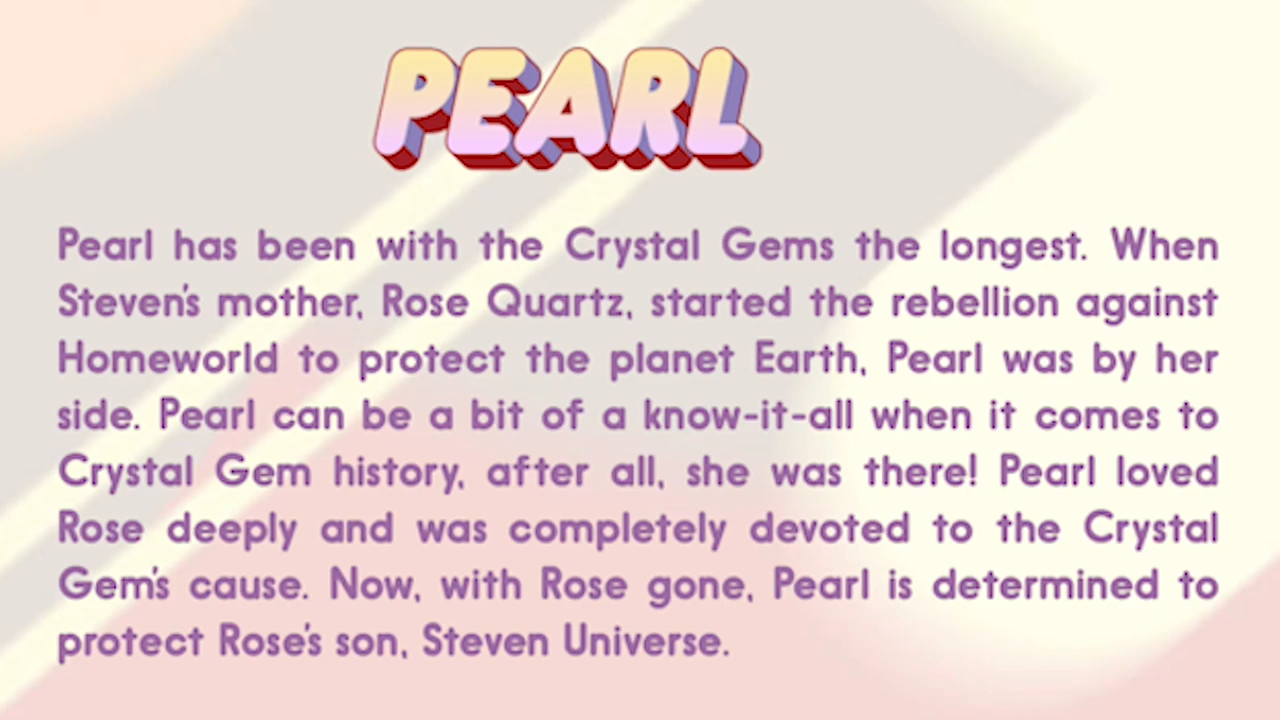 PEARL
Pearl has been with the Crystal Gems the longest. When
Steven's mother, Rose Quartz, started the rebellion against
Homeworld to protect the planet Earth, Pearl was by her
side. Pearl can be a bit of a know-it-all when it comes to
Crystal Gem history, after all, she was there! Pearl loved
Rose deeply and was completely devoted to the Crystal
Gem's cause. Now, with Rose gone, Pearl is determined to
protect Rose's son, Steven Universe.